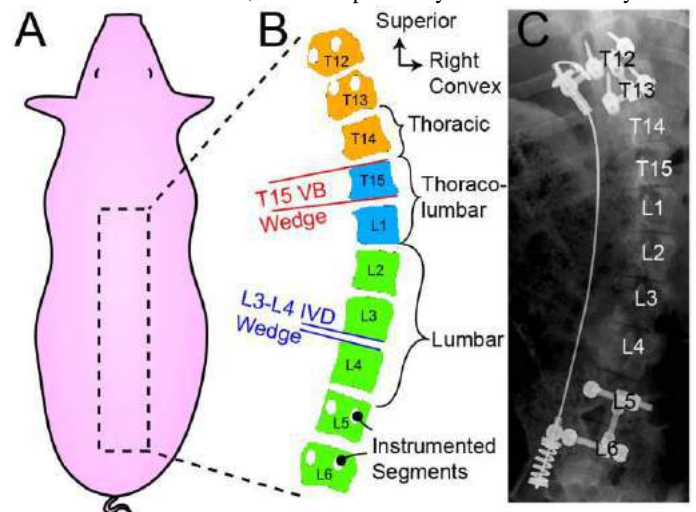 A
B
Superior
Right
Convex
T12
T13
T14
T15
L1
L2
L3
L4
L5
L6
Thoracic
Thoraco-
lumbar
Lumbar
T15 VB
Wedge
L3-L4 IVD
Wedge
Instrumented
Segments
C
T12
T13
T14
T15
L1
L2
L3
L4
L5
L6